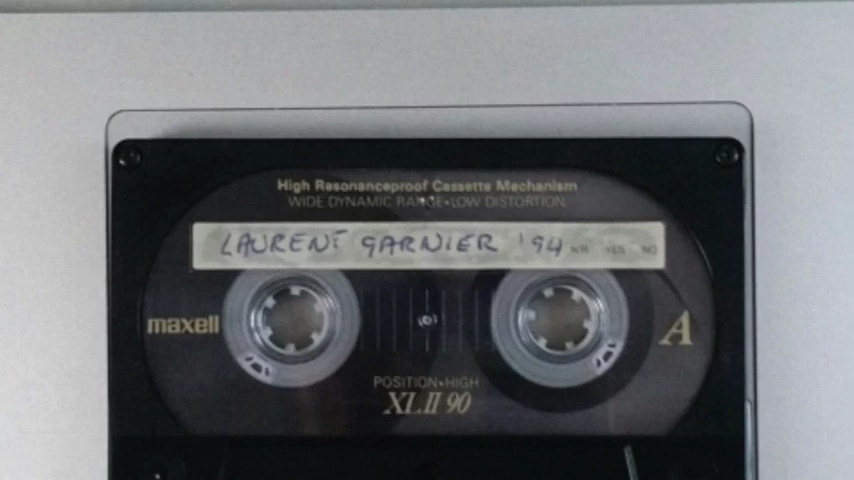 High Resonanceproof Cassette Mechanism
WIDE DYNAMIC RANGE•LOW DISTORTION
LAURENT GARNIER '94 N.R. YES NO
maxell
A
POSITION•HIGH
XLII 90